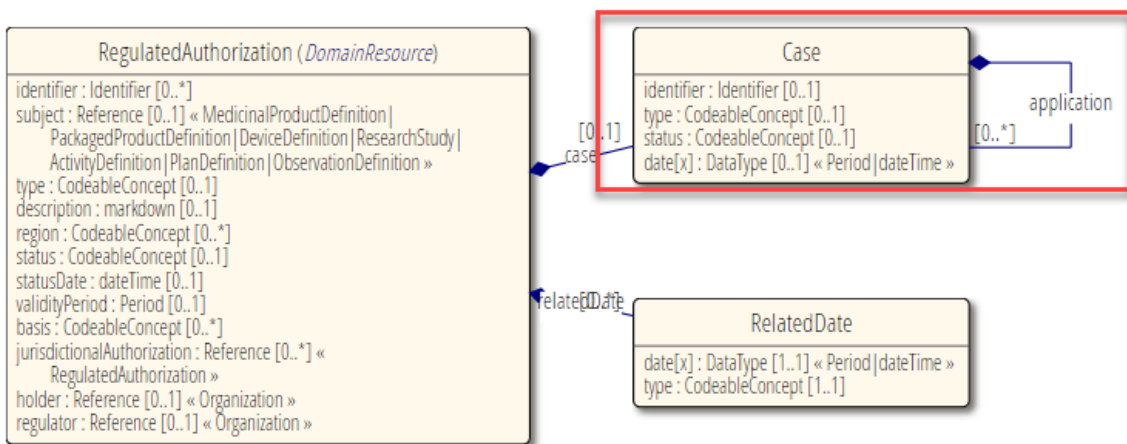 RegulatedAuthorization (DomainResource)
identifier : Identifier [0..*]
subject : Reference [0..1] « MedicinalProductDefinition|
PackagedProductDefinition|DeviceDefinition|ResearchStudy|
ActivityDefinition|PlanDefinition|ObservationDefinition »
type : CodeableConcept [0..1]
description : markdown [0..1]
region : CodeableConcept [0..*]
status : CodeableConcept [0..1]
statusDate : dateTime [0..1]
validityPeriod : Period [0..1]
basis : CodeableConcept [0..*]
jurisdictionalAuthorization : Reference [0..*] «
RegulatedAuthorization »
holder : Reference [0..1] « Organization »
regulator : Reference [0..1] « Organization »
[0..1]
case
Case
identifier : Identifier [0..1]
type : CodeableConcept [0..1]
status : CodeableConcept [0..1]
date[x] : DataType [0..1] « Period|dateTime »
application
[0..*]
relatedDate
[0..*]
RelatedDate
date[x] : DataType [1..1] « Period|dateTime »
type : CodeableConcept [1..1]